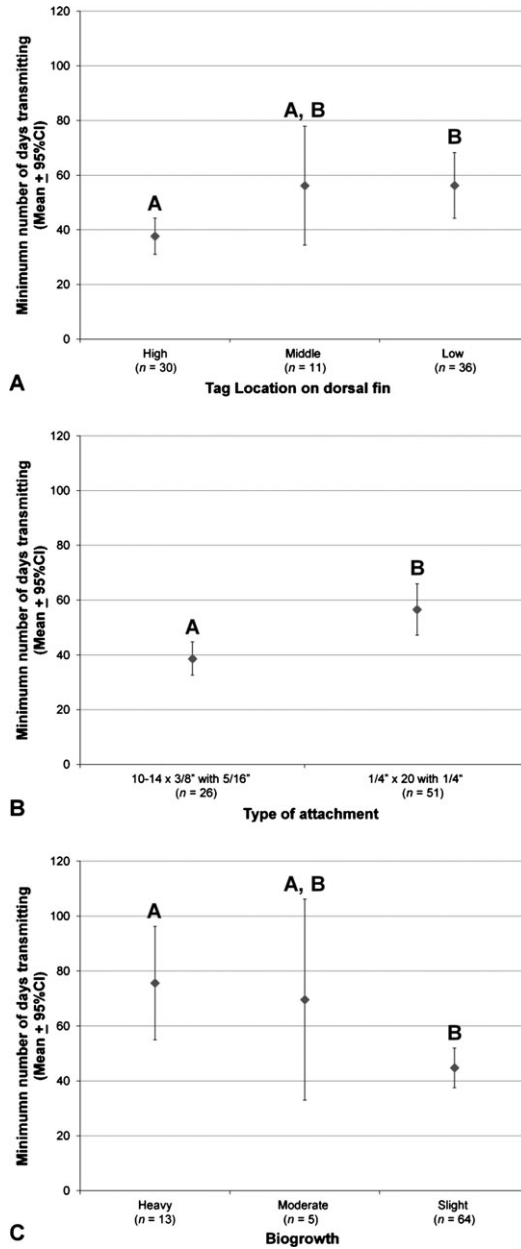 120
100
80
60
40
20
0
Minimumn number of days transmitting
(Mean ± 95%CI)
A
A, B
B
High
(n = 30)
Middle
(n = 11)
Low
(n = 36)
Tag Location on dorsal fin
A
120
100
80
60
40
20
0
Minimumn number of days transmitting
(Mean ± 95%CI)
A
B
10-14 x 3/8" with 5/16"
(n = 26)
1/4" x 20 with 1/4"
(n = 51)
Type of attachment
B
120
100
80
60
40
20
0
Minimumn number of days transmitting
(Mean ± 95%CI)
A
A, B
B
Heavy
(n = 13)
Moderate
(n = 5)
Slight
(n = 64)
Biogrowth
C